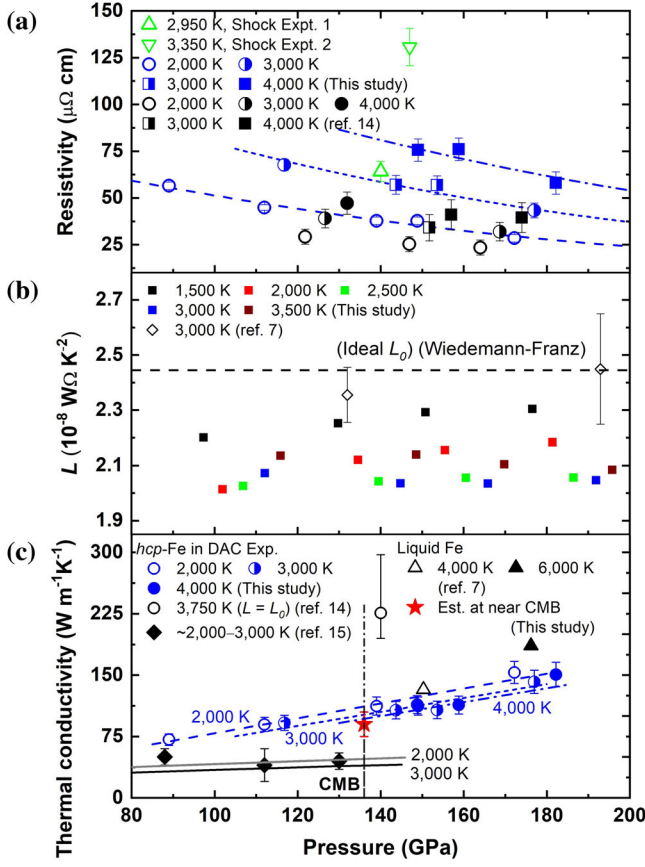 (a)
2,950 K, Shock Expt. 1
3,350 K, Shock Expt. 2
2,000 K 3,000 K
3,000 K 4,000 K (This study)
2,000 K 3,000 K 4,000 K
3,000 K 4,000 K (ref. 14)
Resistivity (μΩ cm)
150
125
100
75
50
25
(b)
1,500 K 2,000 K 2,500 K
3,000 K 3,500 K (This study)
3,000 K (ref. 7)
(Ideal L0) (Wiedemann-Franz)
L (10-8 WΩ K-2)
2.7
2.5
2.3
2.1
1.9
(c)
hcp-Fe in DAC Exp.
2,000 K 3,000 K
4,000 K (This study)
3,750 K (L = L0) (ref. 14)
~2,000–3,000 K (ref. 15)
Liquid Fe
4,000 K 6,000 K
(ref. 7)
Est. at near CMB
(This study)
2,000 K
3,000 K
4,000 K
2,000 K
3,000 K
CMB
Thermal conductivity (W m-1K-1)
300
225
150
75
0
80 100 120 140 160 180 200
Pressure (GPa)